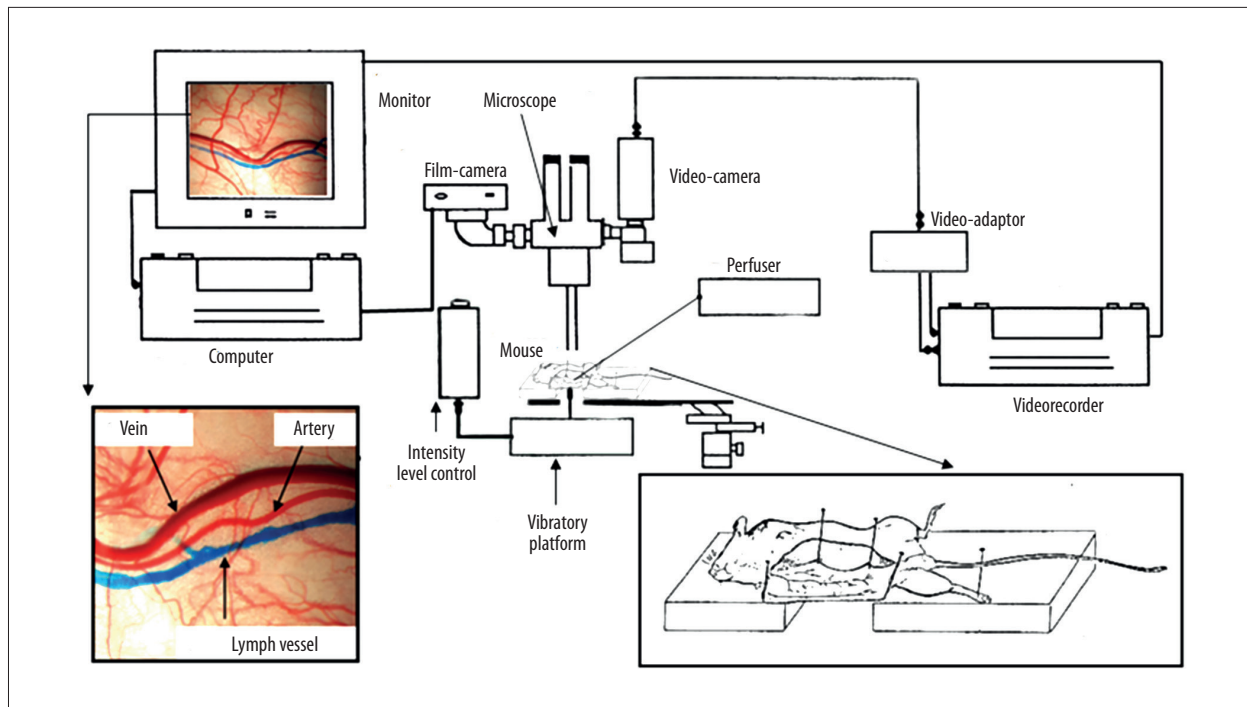 Monitor
Microscope
Film-camera
Video-camera
Video-adaptor
Perfuser
Computer
Mouse
Videorecorder
Intensity
level control
Vibratory
platform
Vein
Artery
Lymph vessel